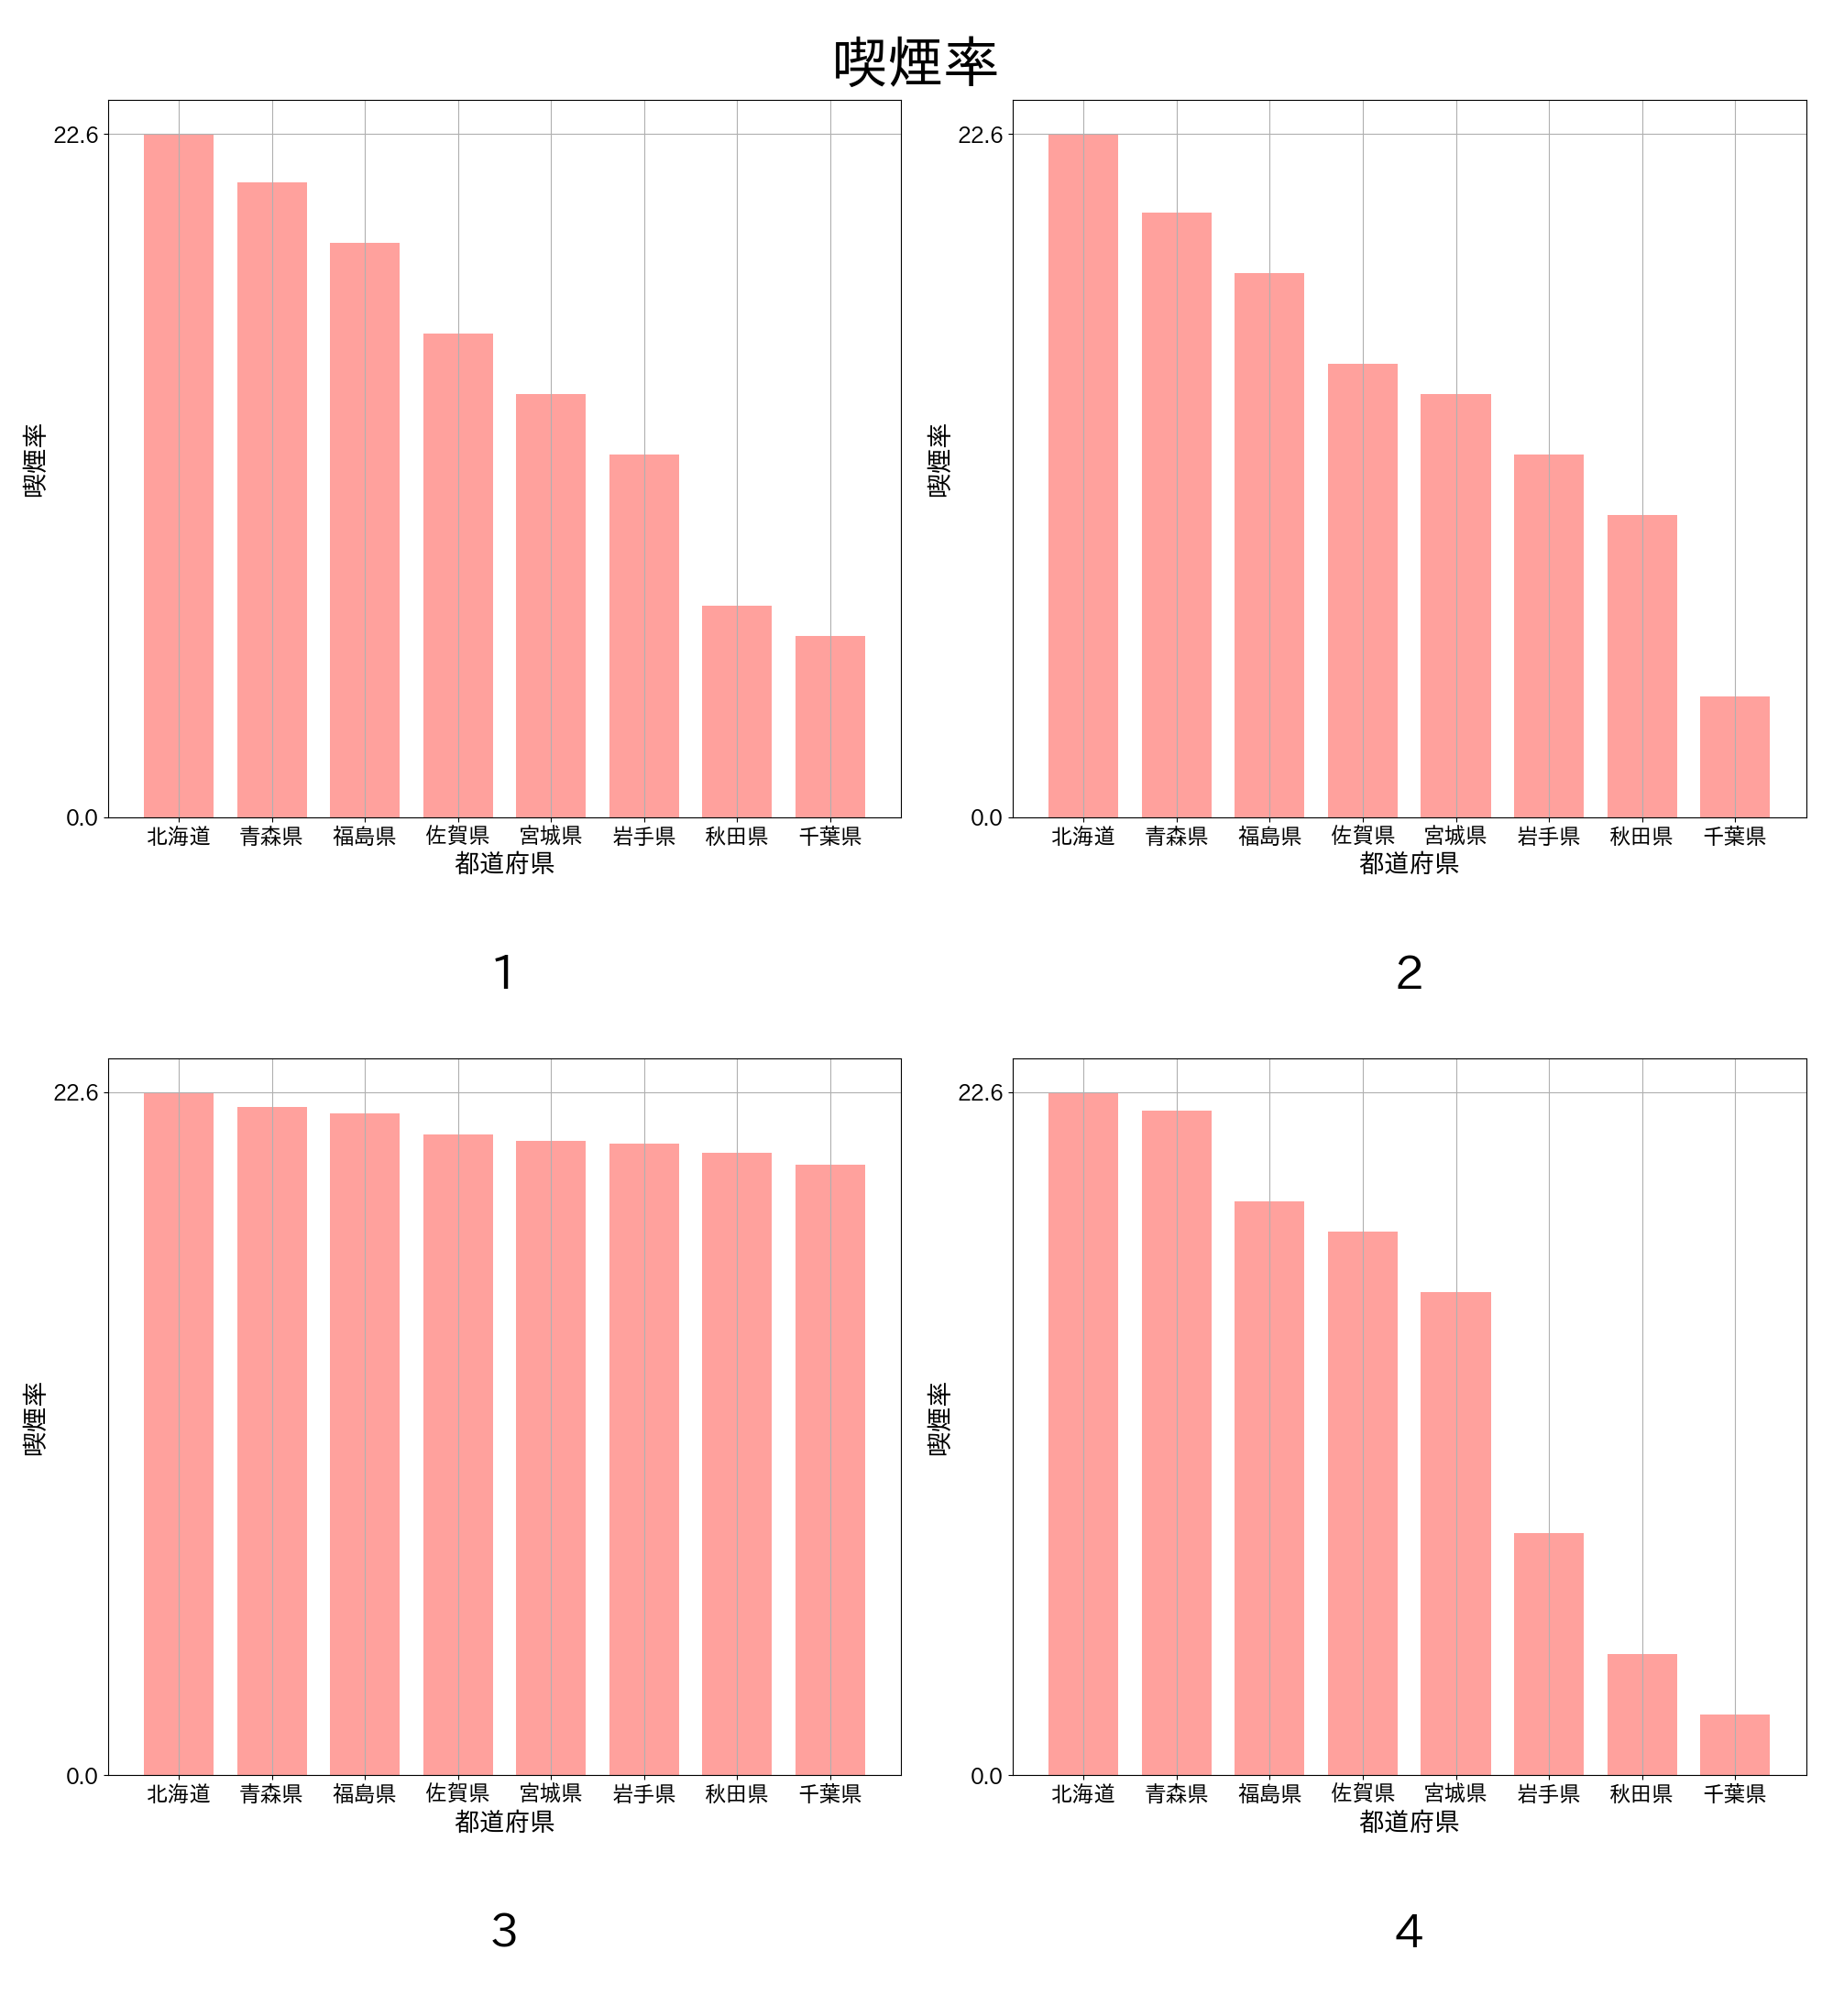 喫煙率
22.6
0.0
喫煙率
北海道 青森県 福島県 佐賀県 宮城県 岩手県 秋田県 千葉県
都道府県
1
22.6
0.0
喫煙率
北海道 青森県 福島県 佐賀県 宮城県 岩手県 秋田県 千葉県
都道府県
2
22.6
0.0
喫煙率
北海道 青森県 福島県 佐賀県 宮城県 岩手県 秋田県 千葉県
都道府県
3
22.6
0.0
喫煙率
北海道 青森県 福島県 佐賀県 宮城県 岩手県 秋田県 千葉県
都道府県
4